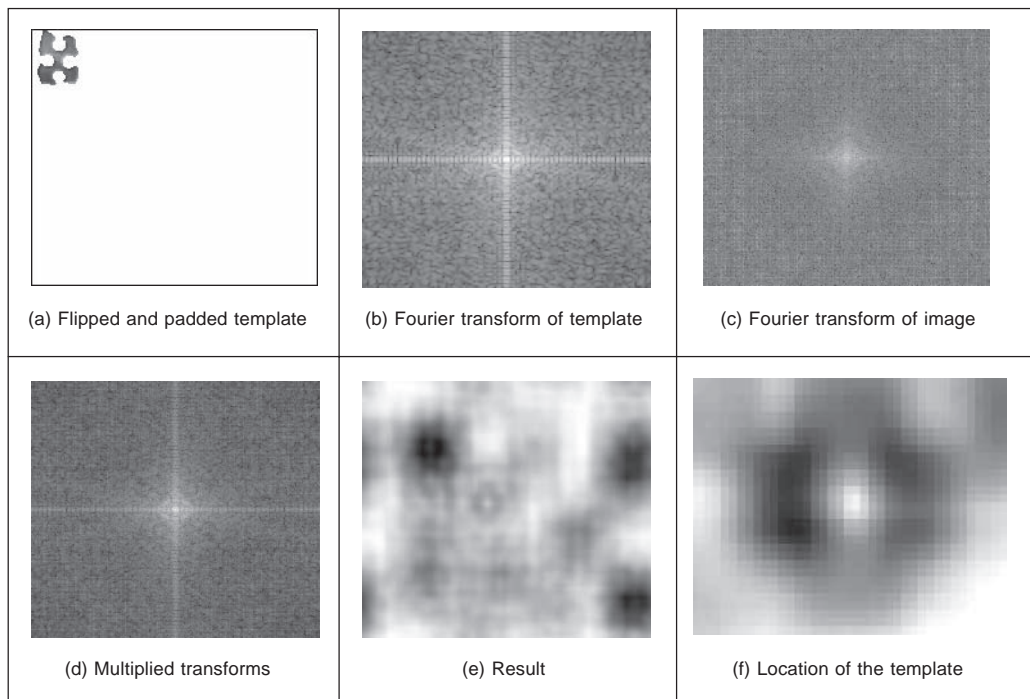 (a) Flipped and padded template
(b) Fourier transform of template
(c) Fourier transform of image
(d) Multiplied transforms
(e) Result
(f) Location of the template